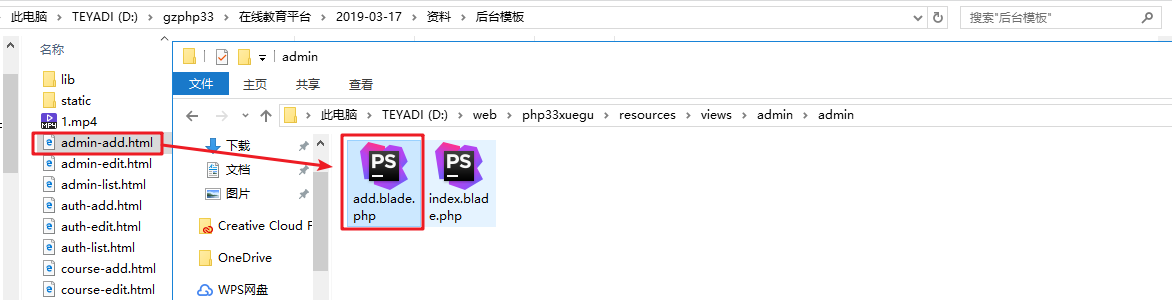 此电脑 › TEYADI (D:) › gzphp33 › 在线教育平台 › 2019-03-17 › 资料 › 后台模板
搜索"后台模板"
名称
lib
static
1.mp4
admin-add.html
admin-edit.html
admin-list.html
auth-add.html
auth-edit.html
auth-list.html
course-add.html
course-edit.html
admin
文件 主页 共享 查看
此电脑 › TEYADI (D:) › web › php33xuegu › resources › views › admin › admin
下载
文档
图片
Creative Cloud F
OneDrive
WPS网盘
PS
add.blade.
php
PS
index.blad
e.php